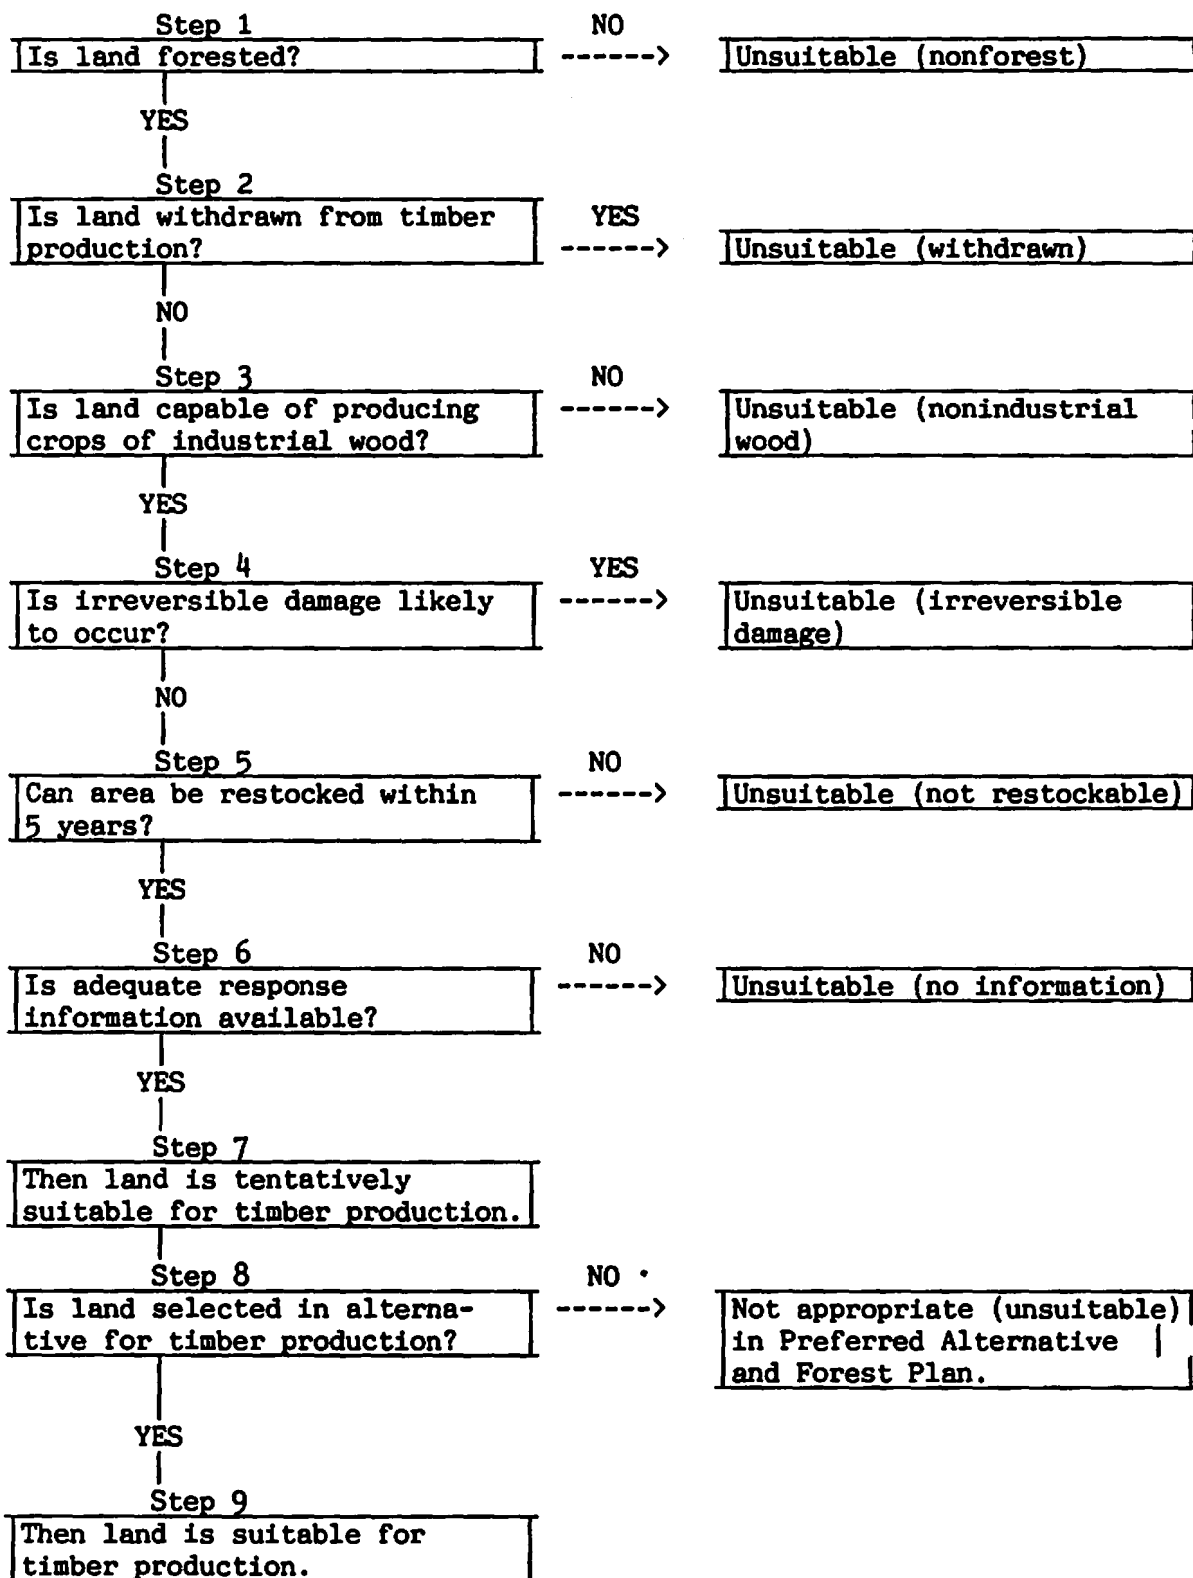 Step 1
NO
Is land forested?
------>
Unsuitable (nonforest)
YES
Step 2
Is land withdrawn from timber
production?
YES
------>
Unsuitable (withdrawn)
NO
Step 3
Is land capable of producing
crops of industrial wood?
NO
------>
Unsuitable (nonindustrial
wood)
YES
Step 4
Is irreversible damage likely
to occur?
YES
------>
Unsuitable (irreversible
damage)
NO
Step 5
Can area be restocked within
5 years?
NO
------>
Unsuitable (not restockable)
YES
Step 6
Is adequate response
information available?
NO
------>
Unsuitable (no information)
YES
Step 7
Then land is tentatively
suitable for timber production.
Step 8
Is land selected in alterna-
tive for timber production?
NO
------>
Not appropriate (unsuitable)
in Preferred Alternative
and Forest Plan.
YES
Step 9
Then land is suitable for
timber production.